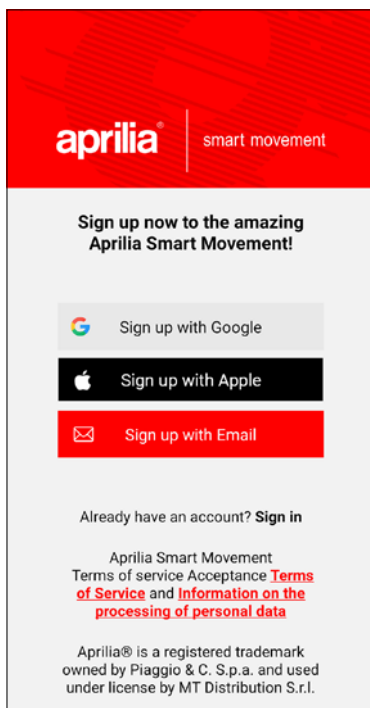 aprilia®
smart movement
Sign up now to the amazing
Aprilia Smart Movement!
Sign up with Google
Sign up with Apple
Sign up with Email
Already have an account? Sign in
Aprilia Smart Movement
Terms of service Acceptance Terms
of Service and Information on the
processing of personal data
Aprilia® is a registered trademark
owned by Piaggio & C. S.p.a. and used
under license by MT Distribution S.r.l.